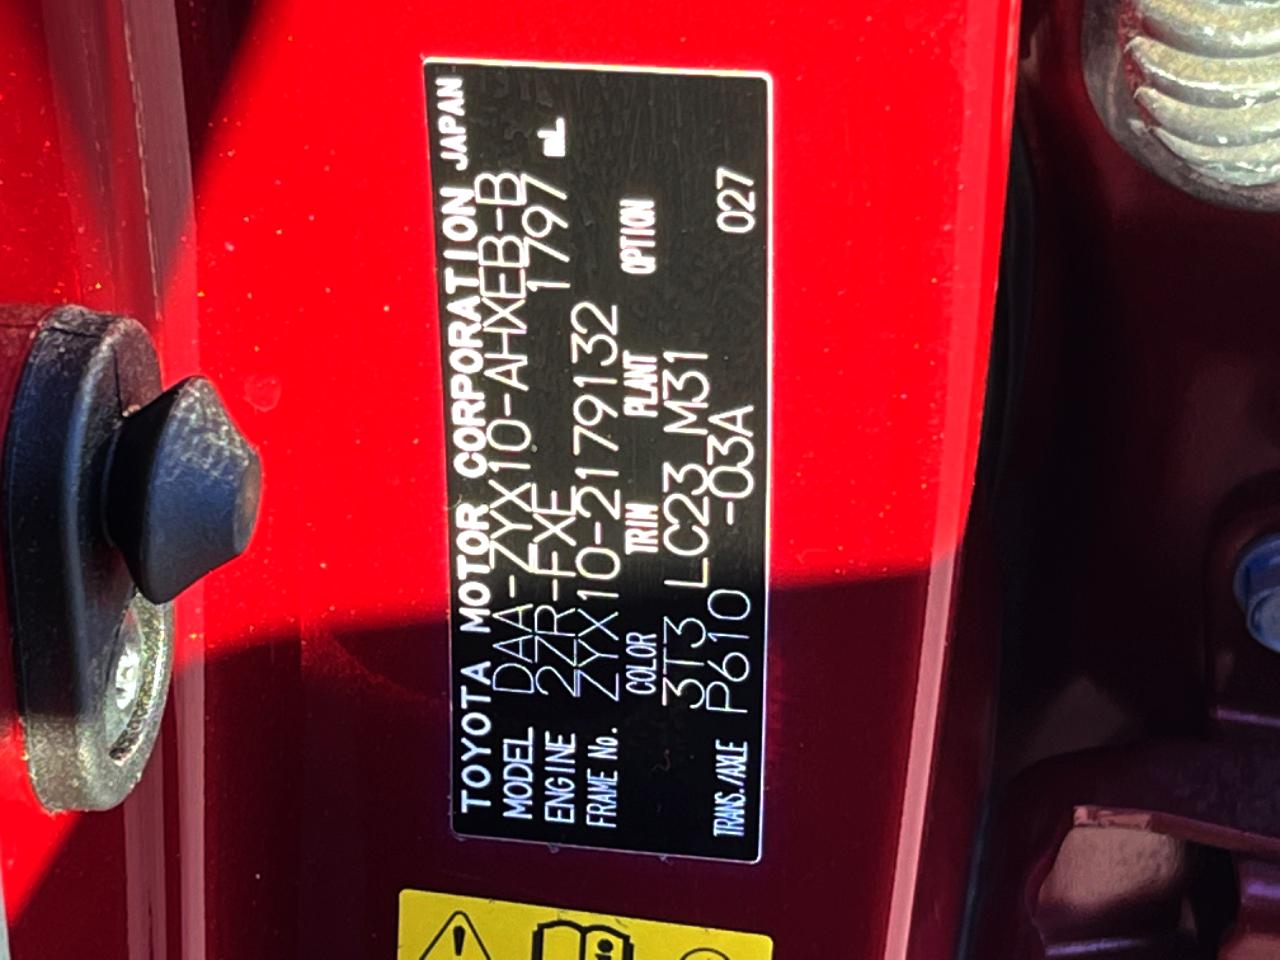 TOYOTA MOTOR CORPORATION JAPAN
MODEL DAA-ZYX10-AHXEB-B
ENGINE 2ZR-FXE 1797 mL
FRAME No. ZYX10-2179132
COLOR TRIM PLANT OPTION
3T3 LC23 M31
TRANS./AXLE P610 -03A 027